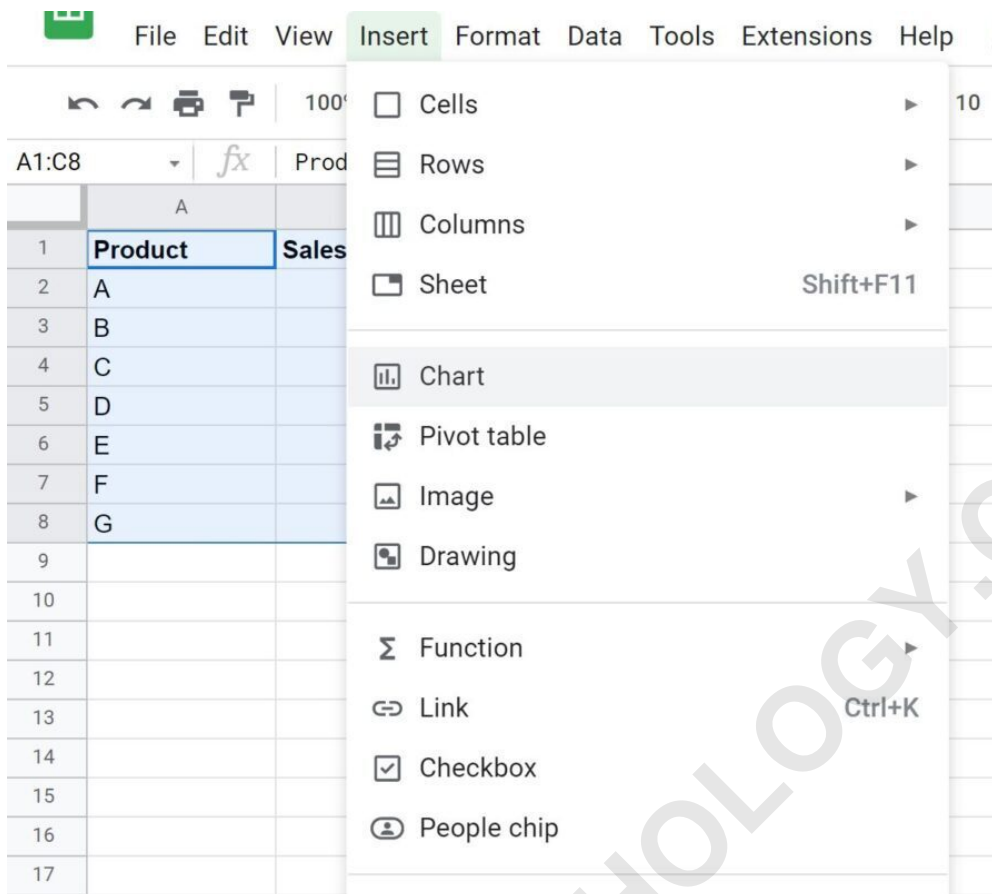 File Edit View Insert Format Data Tools Extensions Help
100
10
A1:C8 fx Prod
A
1 Product Sales
2 A
3 B
4 C
5 D
6 E
7 F
8 G
9
10
11
12
13
14
15
16
17
Cells
Rows
Columns
Sheet Shift+F11
Chart
Pivot table
Image
Drawing
Σ Function
Link Ctrl+K
Checkbox
People chip
HOLOGY.